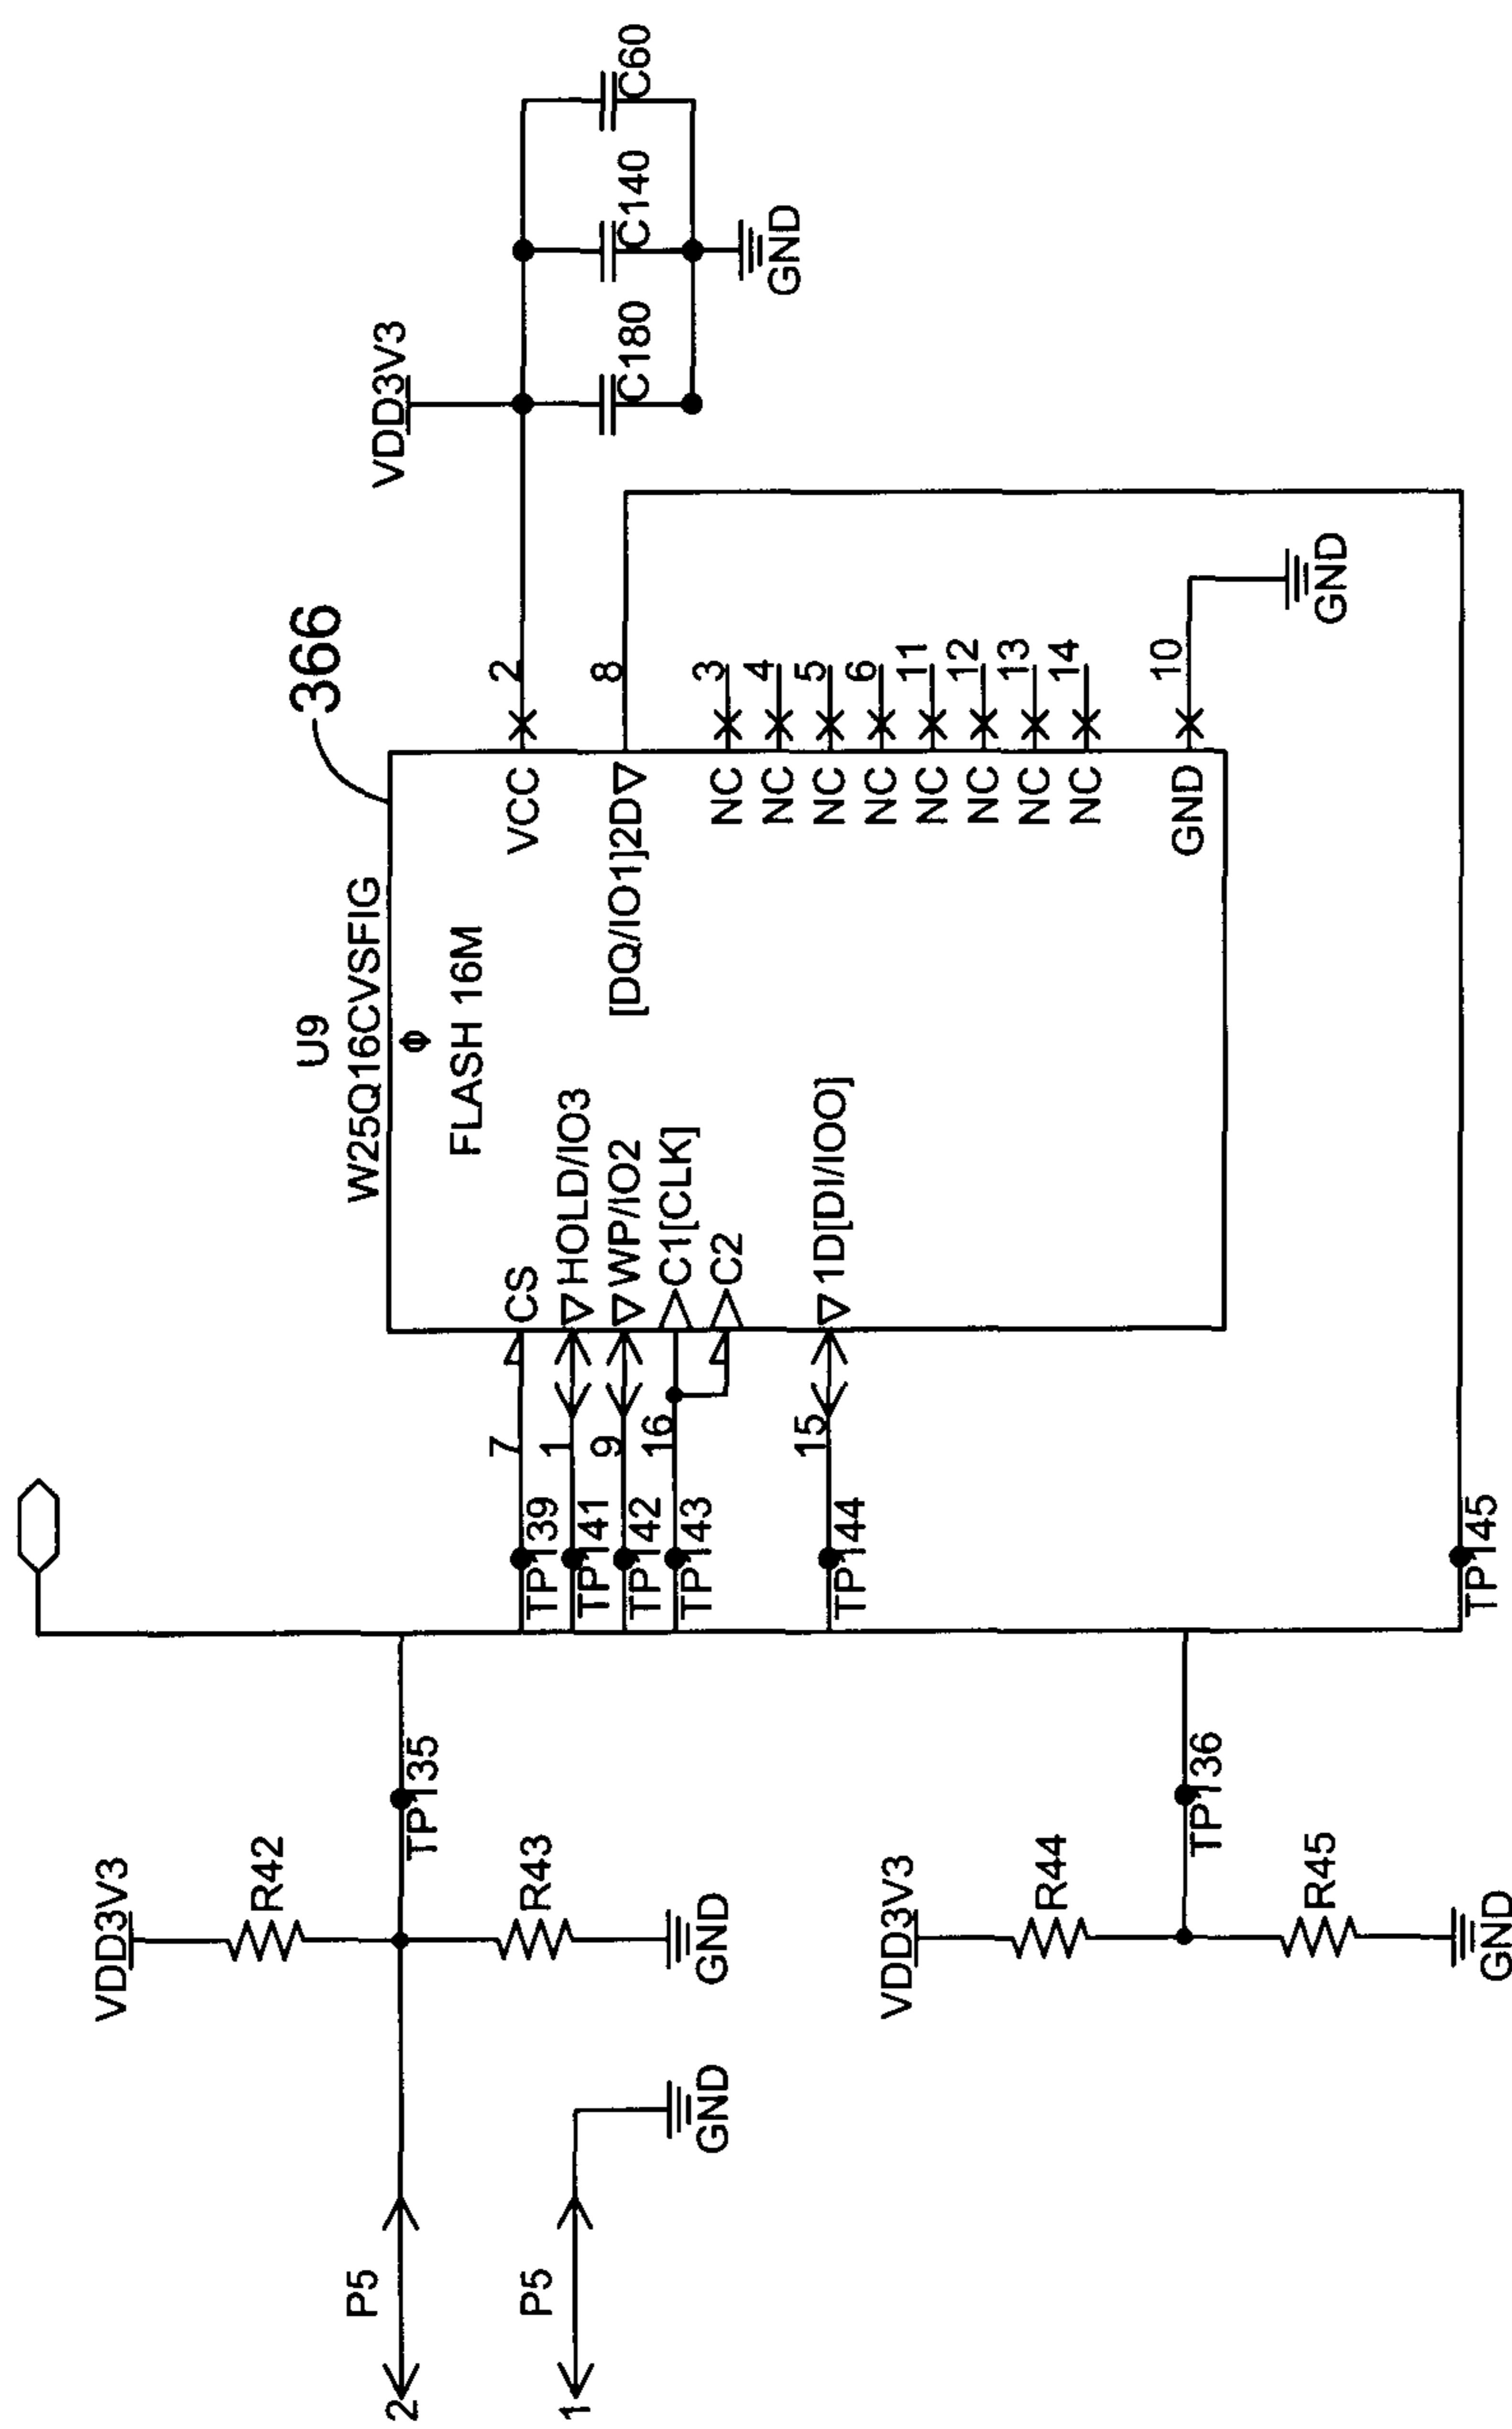 366
U9
W25Q16CVSFIG
Φ
FLASH 16M
VDD3V3
C180
C140
C60
GND
CS
HOLD/IO3
WP/IO2
C1[CLK]
C2
1D[DI/IOO]
VCC
[DQ/IO1]2D
NC
NC
NC
NC
NC
NC
NC
NC
GND
7
1
9
16
15
2
8
3
4
5
6
11
12
13
14
10
GND
TP139
TP141
TP142
TP143
TP144
TP145
VDD3V3
R42
TP135
R43
GND
P5
2
P5
1
GND
VDD3V3
R44
TP136
R45
GND